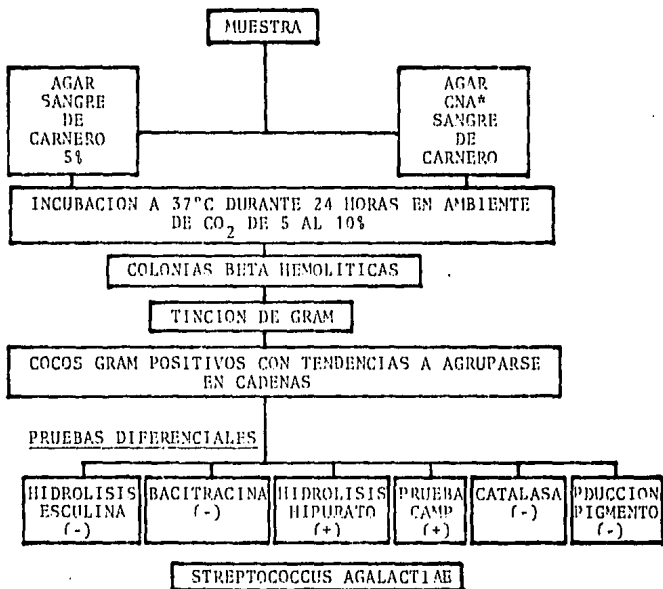 MUESTRA
AGAR
SANGRE
DE
CARNERO
5%
AGAR
CNA*
SANGRE
DE
CARNERO
INCUBACION A 37°C DURANTE 24 HORAS EN AMBIENTE
DE CO2 DE 5 AL 10%
COLONIAS BETA HEMOLITICAS
TINCION DE GRAM
COCOS GRAM POSITIVOS CON TENDENCIAS A AGRUPARSE
EN CADENAS
PRUEBAS DIFERENCIALES
HIDROLISIS
ESCULINA
(-)
BACITRACINA
(-)
HIDROLISIS
HIPURATO
(+)
PRUEBA
CAMP
(+)
CATALASA
(-)
PDUCCION
PIGMENTO
(-)
STREPTOCOCCUS AGALACTIAE